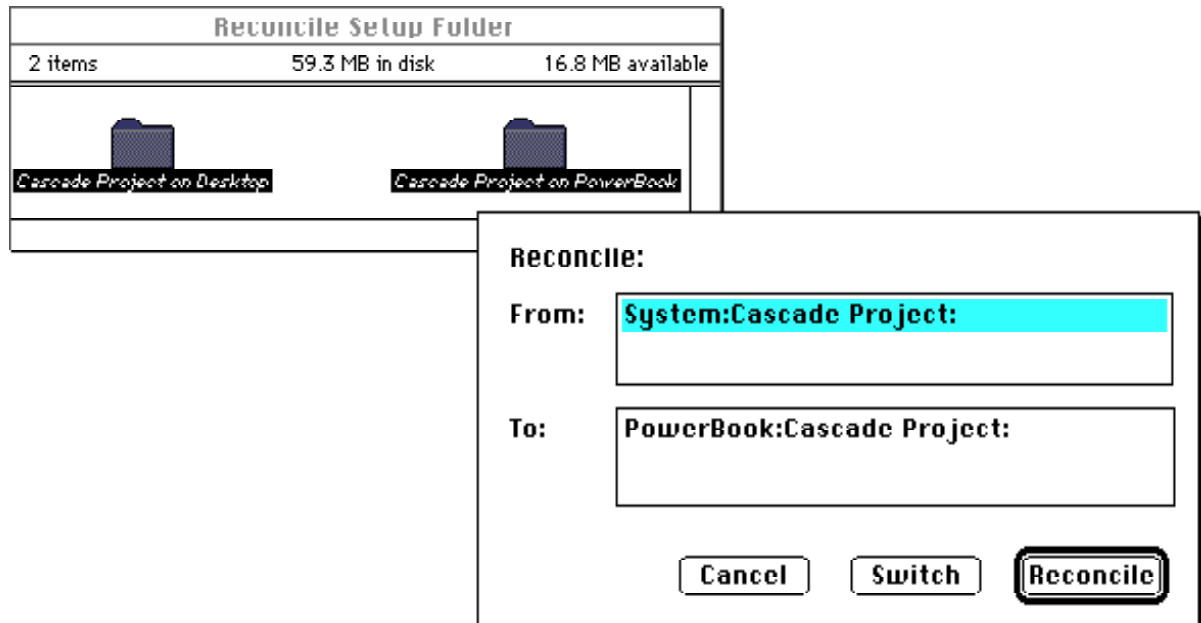 Reconcile Setup Folder
2 items 59.3 MB in disk 16.8 MB available
Cascade Project on Desktop Cascade Project on PowerBook
Reconcile:
From: System:Cascade Project:
To: PowerBook:Cascade Project:
Cancel Switch Reconcile